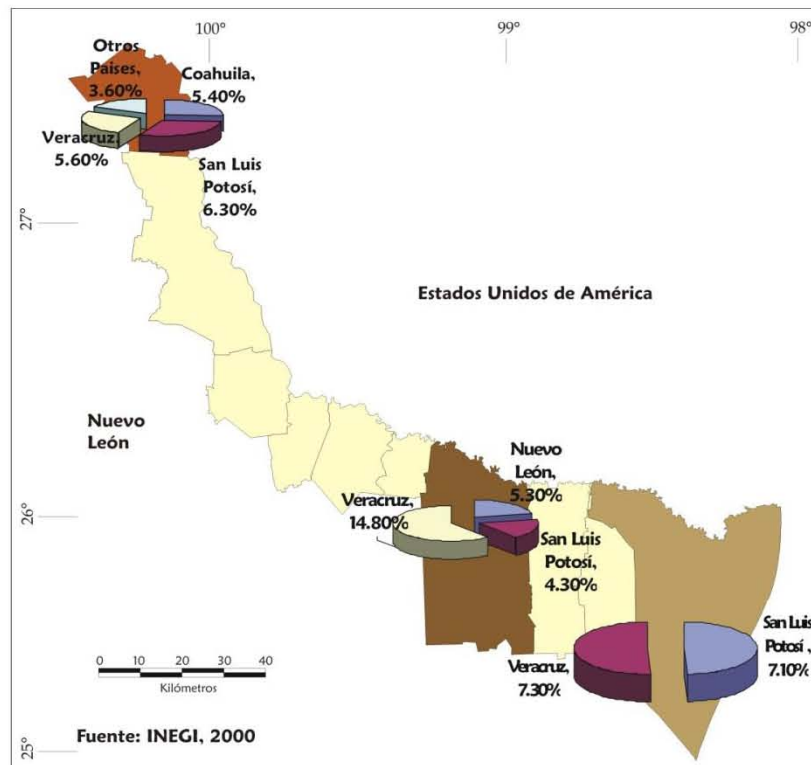 100°
99°
98°
Otros
Paises,
3.60%
Coahuila,
5.40%
Veracruz,
5.60%
San Luis
Potosí,
6.30%
27°
Estados Unidos de América
Nuevo
León
Nuevo
León,
5.30%
Veracruz,
14.80%
26°
San Luis
Potosí,
4.30%
San Luis
Potosí ,
7.10%
Veracruz,
7.30%
0 10 20 30 40
Kilómetros
Fuente: INEGI, 2000
25°